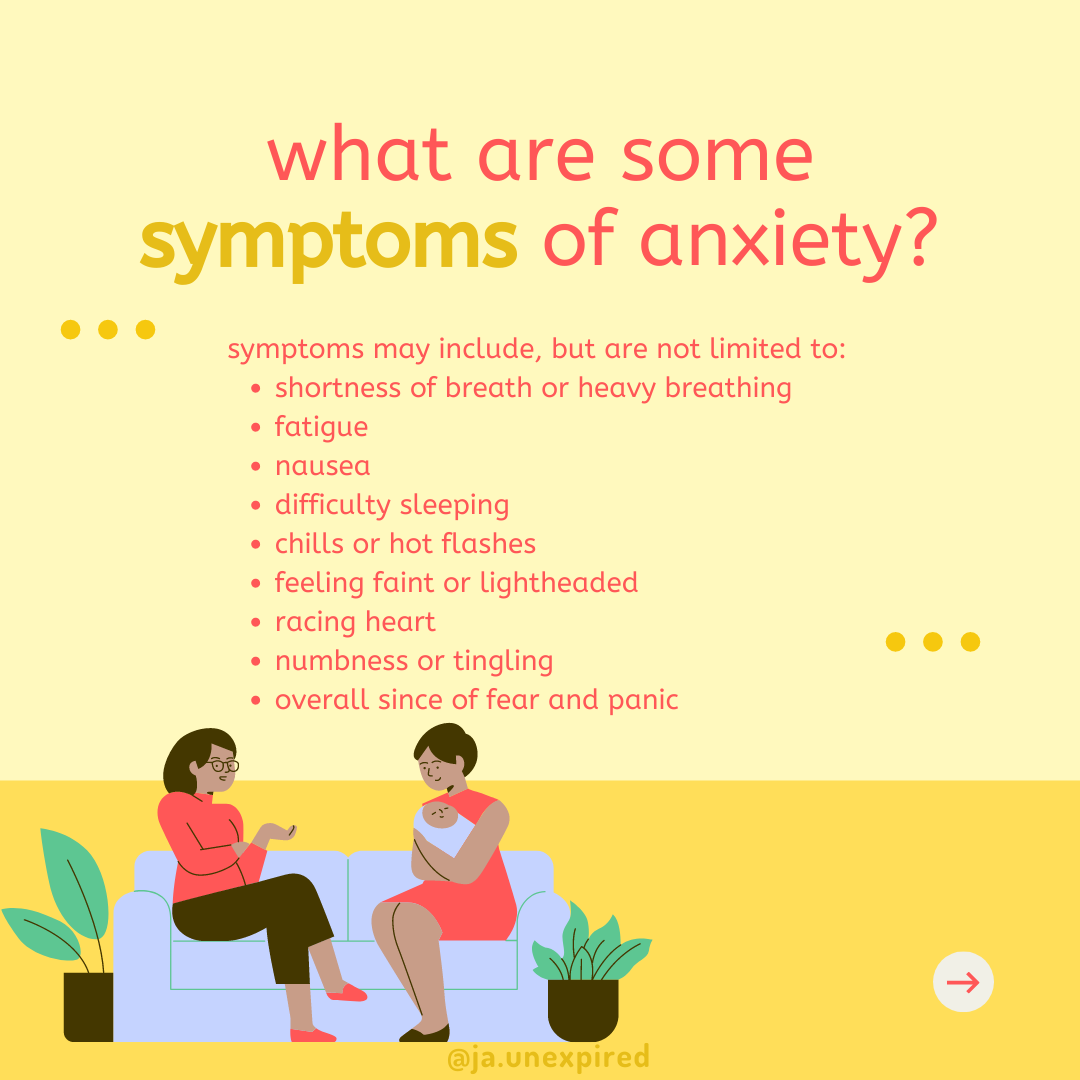 what are some
symptoms of anxiety?
symptoms may include, but are not limited to:
• shortness of breath or heavy breathing
• fatigue
• nausea
• difficulty sleeping
• chills or hot flashes
• feeling faint or lightheaded
• racing heart
• numbness or tingling
• overall since of fear and panic
@ja.unexpired